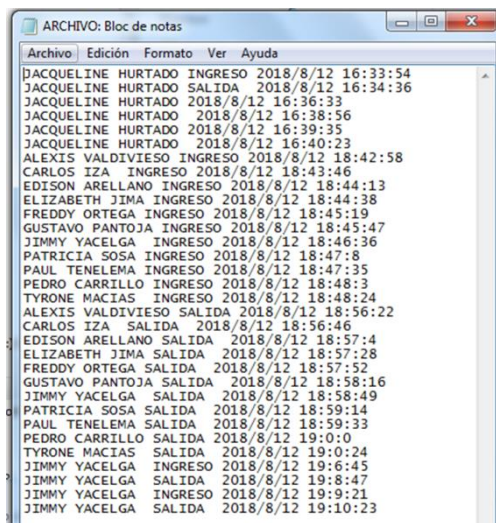 ARCHIVO: Bloc de notas
Archivo Edición Formato Ver Ayuda
JACQUELINE HURTADO INGRESO 2018/8/12 16:33:54
JACQUELINE HURTADO SALIDA 2018/8/12 16:34:36
JACQUELINE HURTADO 2018/8/12 16:36:33
JACQUELINE HURTADO 2018/8/12 16:38:56
JACQUELINE HURTADO 2018/8/12 16:39:35
JACQUELINE HURTADO 2018/8/12 16:40:23
ALEXIS VALDIVIESO INGRESO 2018/8/12 18:42:58
CARLOS IZA INGRESO 2018/8/12 18:43:46
EDISON ARELLANO INGRESO 2018/8/12 18:44:13
ELIZABETH JIMA INGRESO 2018/8/12 18:44:38
FREDDY ORTEGA INGRESO 2018/8/12 18:45:19
GUSTAVO PANTOJA INGRESO 2018/8/12 18:45:47
JIMMY YACELGA INGRESO 2018/8/12 18:46:36
PATRICIA SOSA INGRESO 2018/8/12 18:47:8
PAUL TENELEMA INGRESO 2018/8/12 18:47:35
PEDRO CARRILLO INGRESO 2018/8/12 18:48:3
TYRONE MACIAS INGRESO 2018/8/12 18:48:24
ALEXIS VALDIVIESO SALIDA 2018/8/12 18:56:22
CARLOS IZA SALIDA 2018/8/12 18:56:46
EDISON ARELLANO SALIDA 2018/8/12 18:57:4
ELIZABETH JIMA SALIDA 2018/8/12 18:57:28
FREDDY ORTEGA SALIDA 2018/8/12 18:57:52
GUSTAVO PANTOJA SALIDA 2018/8/12 18:58:16
JIMMY YACELGA SALIDA 2018/8/12 18:58:49
PATRICIA SOSA SALIDA 2018/8/12 18:59:14
PAUL TENELEMA SALIDA 2018/8/12 18:59:33
PEDRO CARRILLO SALIDA 2018/8/12 19:0:0
TYRONE MACIAS SALIDA 2018/8/12 19:0:24
JIMMY YACELGA INGRESO 2018/8/12 19:6:45
JIMMY YACELGA SALIDA 2018/8/12 19:8:47
JIMMY YACELGA INGRESO 2018/8/12 19:9:21
JIMMY YACELGA SALIDA 2018/8/12 19:10:23